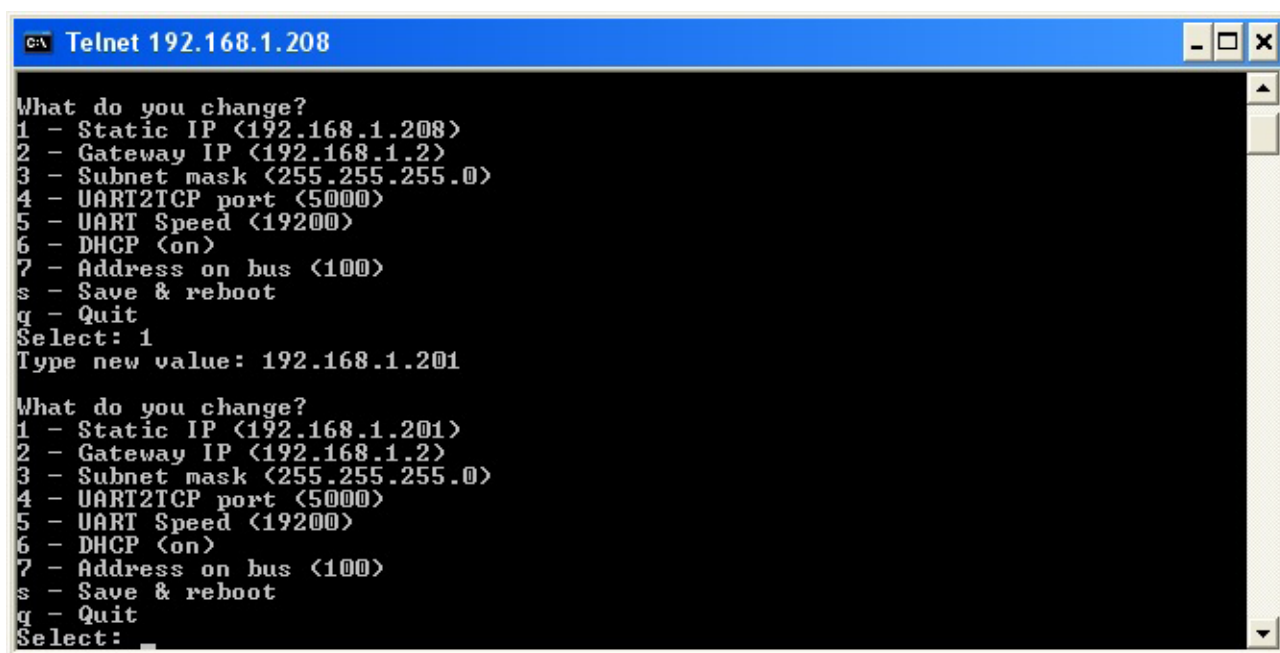 Telnet 192.168.1.208
What do you change?
1 - Static IP (192.168.1.208)
2 - Gateway IP (192.168.1.2)
3 - Subnet mask (255.255.255.0)
4 - UART2TCP port (5000)
5 - UART Speed (19200)
6 - DHCP (on)
7 - Address on bus (100)
s - Save & reboot
q - Quit
Select: 1
Type new value: 192.168.1.201
What do you change?
1 - Static IP (192.168.1.201)
2 - Gateway IP (192.168.1.2)
3 - Subnet mask (255.255.255.0)
4 - UART2TCP port (5000)
5 - UART Speed (19200)
6 - DHCP (on)
7 - Address on bus (100)
s - Save & reboot
q - Quit
Select: _